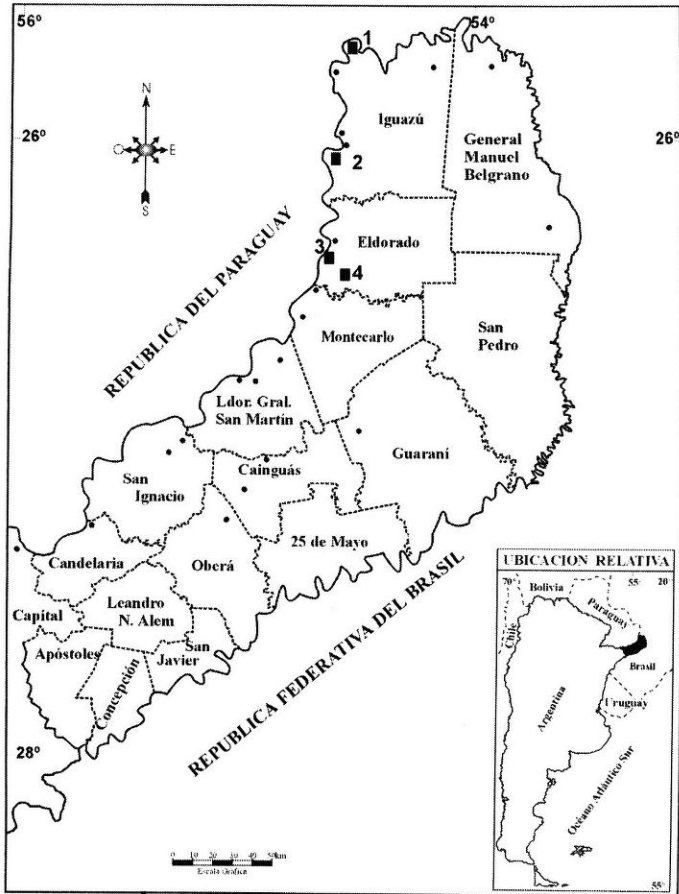 56º
54º
1
N
26º
O
E
S
Iguazú
26º
General
Manuel
Belgrano
2
REPUBLICA DEL PARAGUAY
Eldorado
3
4
Montecarlo
San
Pedro
Ldor. Gral.
San Martín
Guaraní
Cainguás
San
Ignacio
25 de Mayo
Candelaria
Oberá
Capital
Leandro
N. Alem
Apóstoles
San
Javier
Concepción
REPUBLICA FEDERATIVA DEL BRASIL
28º
0 10 20 30 40 50km
Escala Grafica
UBICACION RELATIVA
70º
55
20
Bolivia
Paraguay
Chile
Brasil
Uruguay
Argentina
Océano Atlántico Sur
55º